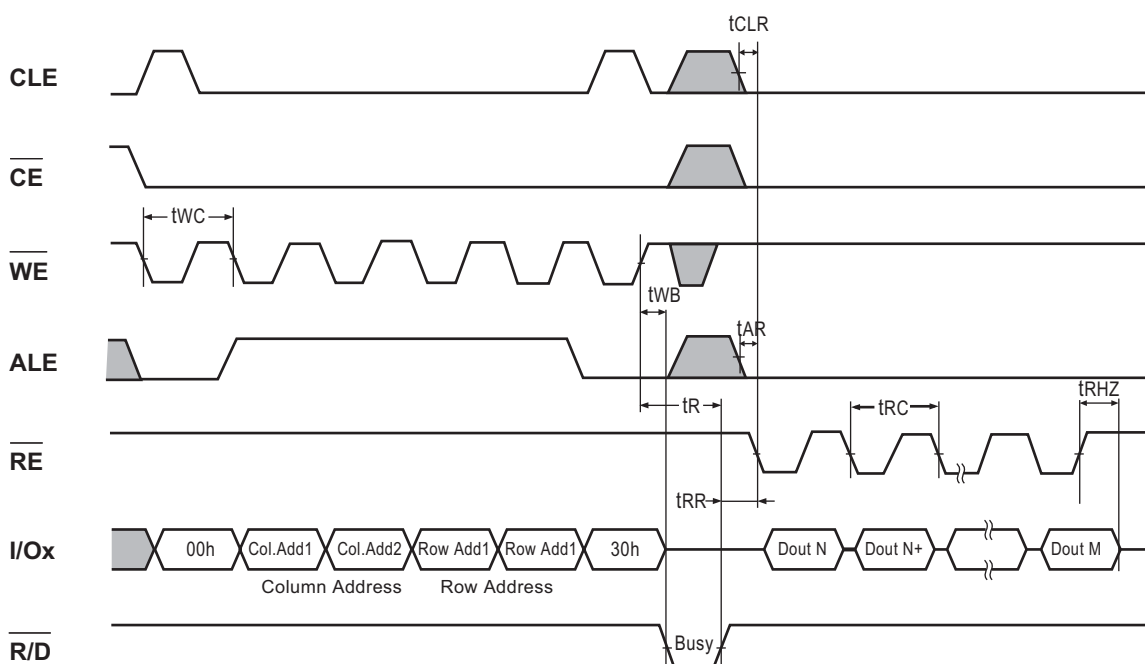 tCLR
CLE
CE
tWC
WE
tWB
tAR
ALE
tR
tRC
tRHZ
RE
tRR
I/Ox
00h
Col.Add1
Col.Add2
Row Add1
Row Add1
30h
Dout N
Dout N+
Dout M
Column Address
Row Address
Busy
R/D